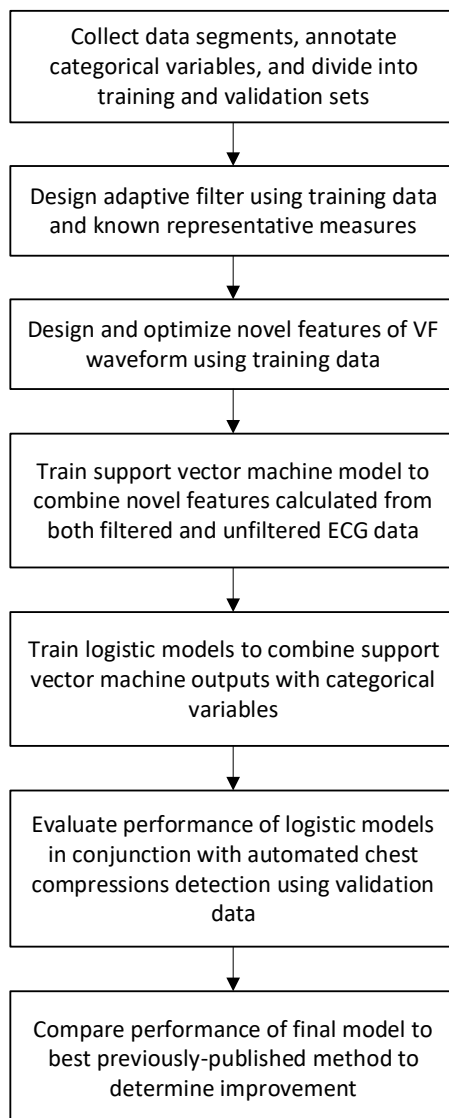 Collect data segments, annotate
categorical variables, and divide into
training and validation sets
Design adaptive filter using training data
and known representative measures
Design and optimize novel features of VF
waveform using training data
Train support vector machine model to
combine novel features calculated from
both filtered and unfiltered ECG data
Train logistic models to combine support
vector machine outputs with categorical
variables
Evaluate performance of logistic models
in conjunction with automated chest
compressions detection using validation
data
Compare performance of final model to
best previously-published method to
determine improvement